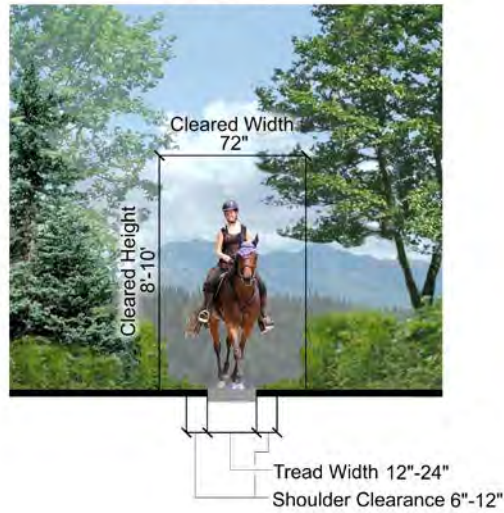 Cleared Width
72"
Cleared Height
8'-10'
Tread Width 12"-24"
Shoulder Clearance 6"-12"